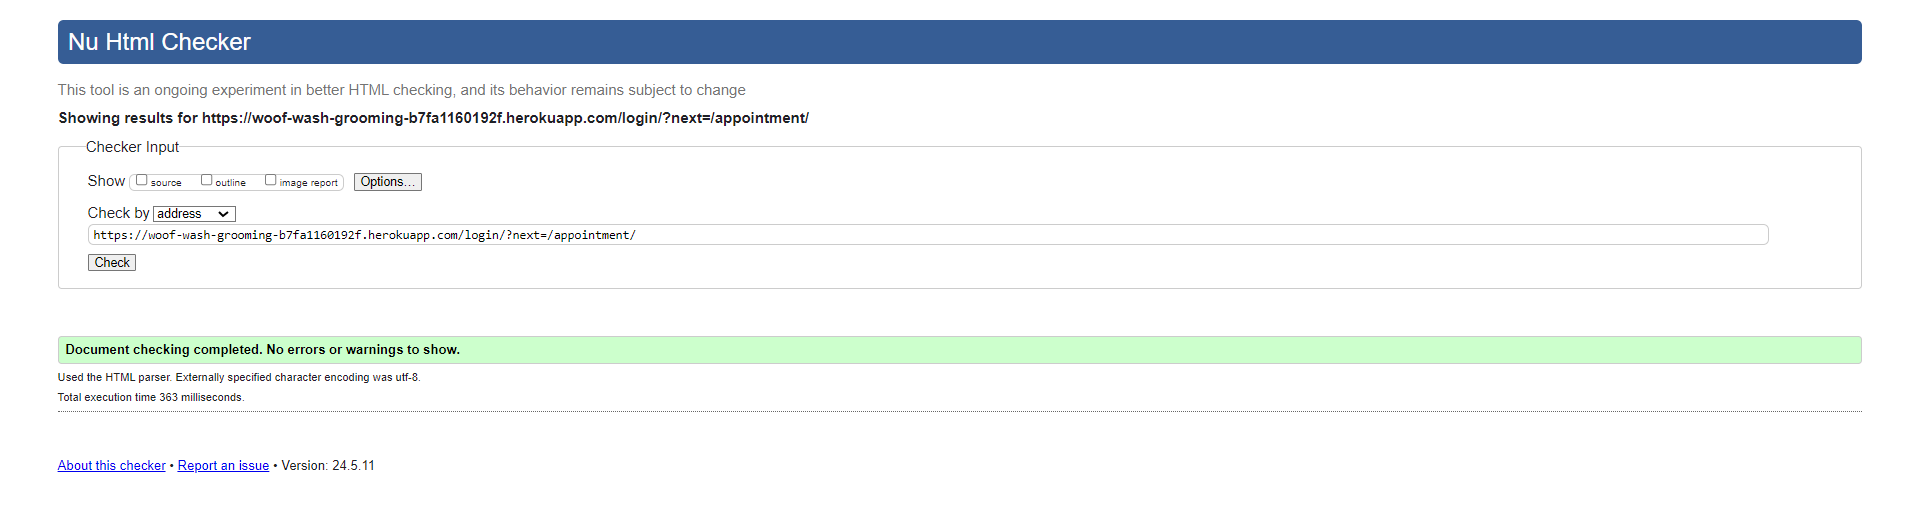 Nu Html Checker
This tool is an ongoing experiment in better HTML checking, and its behavior remains subject to change
Showing results for https://woof-wash-grooming-b7fa1160192f.herokuapp.com/login/?next=/appointment/
Checker Input
Show source outline image report Options...
Check by address
https://woof-wash-grooming-b7fa1160192f.herokuapp.com/login/?next=/appointment/
Check
Document checking completed. No errors or warnings to show.
Used the HTML parser. Externally specified character encoding was utf-8.
Total execution time 363 milliseconds.
About this checker • Report an issue • Version: 24.5.11